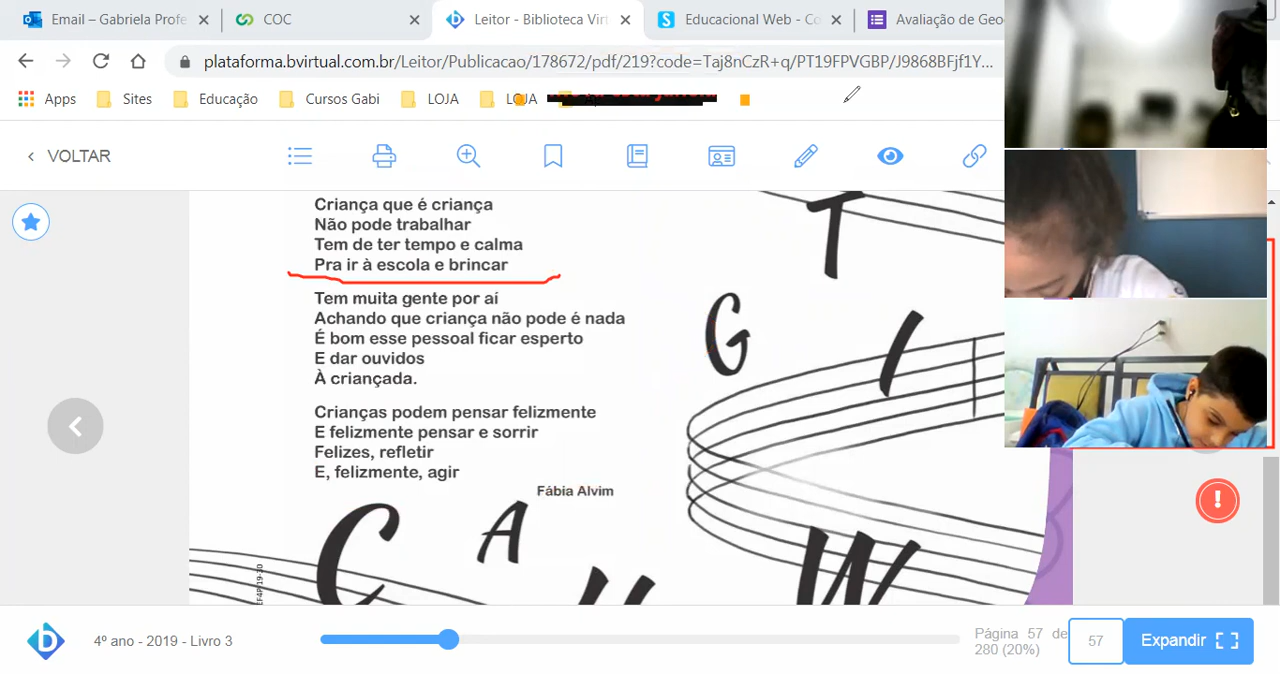 Email – Gabriela Profe
COC
Leitor - Biblioteca Virt
Educacional Web - Co
Avaliação de Geo
plataforma.bvirtual.com.br/Leitor/Publicacao/178672/pdf/219?code=Taj8nCzR+q/PT19FPVGBP/J9868BFjf1Y...
Apps
Sites
Educação
Cursos Gabi
LOJA
LOJA
VOLTAR
Criança que é criança
Não pode trabalhar
Tem de ter tempo e calma
Pra ir à escola e brincar
Tem muita gente por aí
Achando que criança não pode é nada
É bom esse pessoal ficar esperto
E dar ouvidos
À criançada.
Crianças podem pensar felizmente
E felizmente pensar e sorrir
Felizes, refletir
E, felizmente, agir
Fábia Alvim
T
G
I
C
A
W
4º ano - 2019 - Livro 3
Página 57 de
280 (20%)
57
Expandir